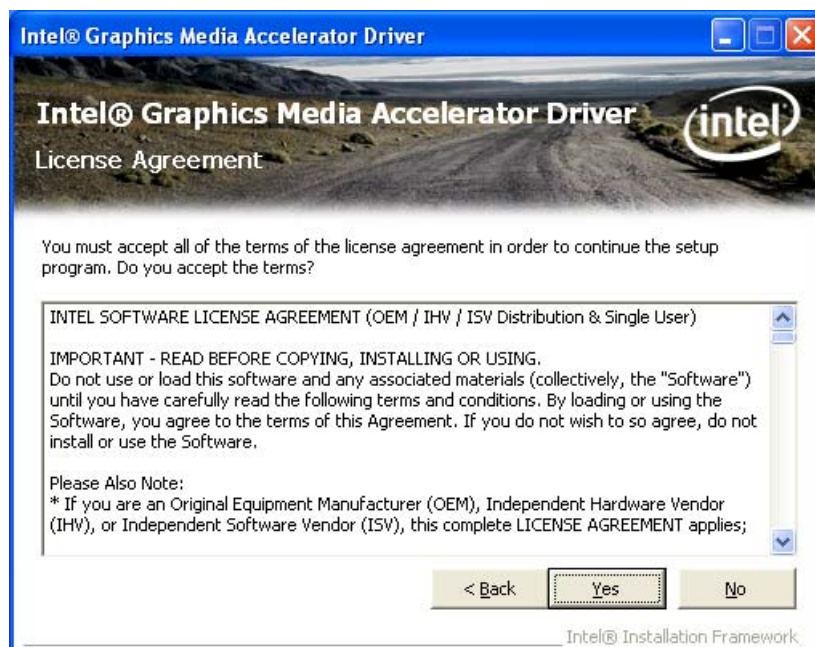 Intel® Graphics Media Accelerator Driver
Intel® Graphics Media Accelerator Driver
intel
License Agreement
You must accept all of the terms of the license agreement in order to continue the setup
program. Do you accept the terms?
INTEL SOFTWARE LICENSE AGREEMENT (OEM / IHV / ISV Distribution & Single User)
IMPORTANT - READ BEFORE COPYING, INSTALLING OR USING.
Do not use or load this software and any associated materials (collectively, the "Software")
until you have carefully read the following terms and conditions. By loading or using the
Software, you agree to the terms of this Agreement. If you do not wish to so agree, do not
install or use the Software.
Please Also Note:
* If you are an Original Equipment Manufacturer (OEM), Independent Hardware Vendor
(IHV), or Independent Software Vendor (ISV), this complete LICENSE AGREEMENT applies;
< Back
Yes
No
Intel® Installation Framework